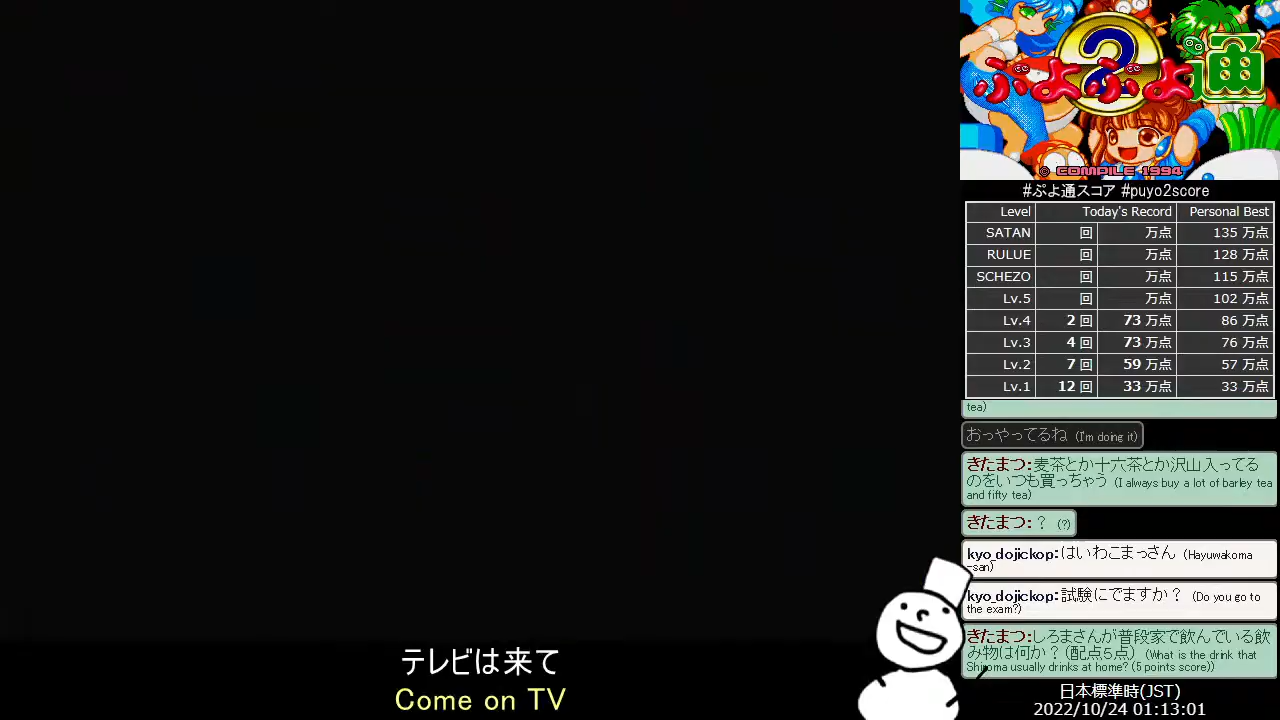 2
ぷよぷよ通
© COMPILE 1994
#ぷよ通スコア #puyo2score
Level Today's Record Personal Best
SATAN 回 万点 135 万点
RULUE 回 万点 128 万点
SCHEZO 回 万点 115 万点
Lv.5 回 万点 102 万点
Lv.4 2 回 73 万点 86 万点
Lv.3 4 回 73 万点 76 万点
Lv.2 7 回 59 万点 57 万点
Lv.1 12 回 33 万点 33 万点
tea)
おっやってるね (I'm doing it)
きたまつ:麦茶とか十六茶とか沢山入ってる
のをいつも買っちゃう (I always buy a lot of barley tea
and fifty tea)
きたまつ:？ (?)
kyo_dojickop:はいわこまっさん (Hayuwakoma
-san)
kyo_dojickop:試験にでますか？ (Do you go to
the exam?)
きたまつ:しろまさんが普段家で飲んでいる飲
み物は何か？(配点５点) (What is the drink that
Shiroma usually drinks at home? (5 points score))
テレビは来て
Come on TV
日本標準時(JST)
2022/10/24 01:13:01